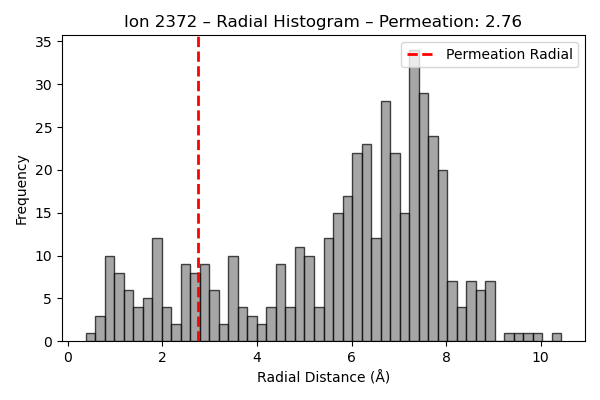 Ion 2372 – Radial Histogram – Permeation: 2.76
Permeation Radial
35
30
25
20
15
10
5
0
Frequency
0 2 4 6 8 10
Radial Distance (Å)